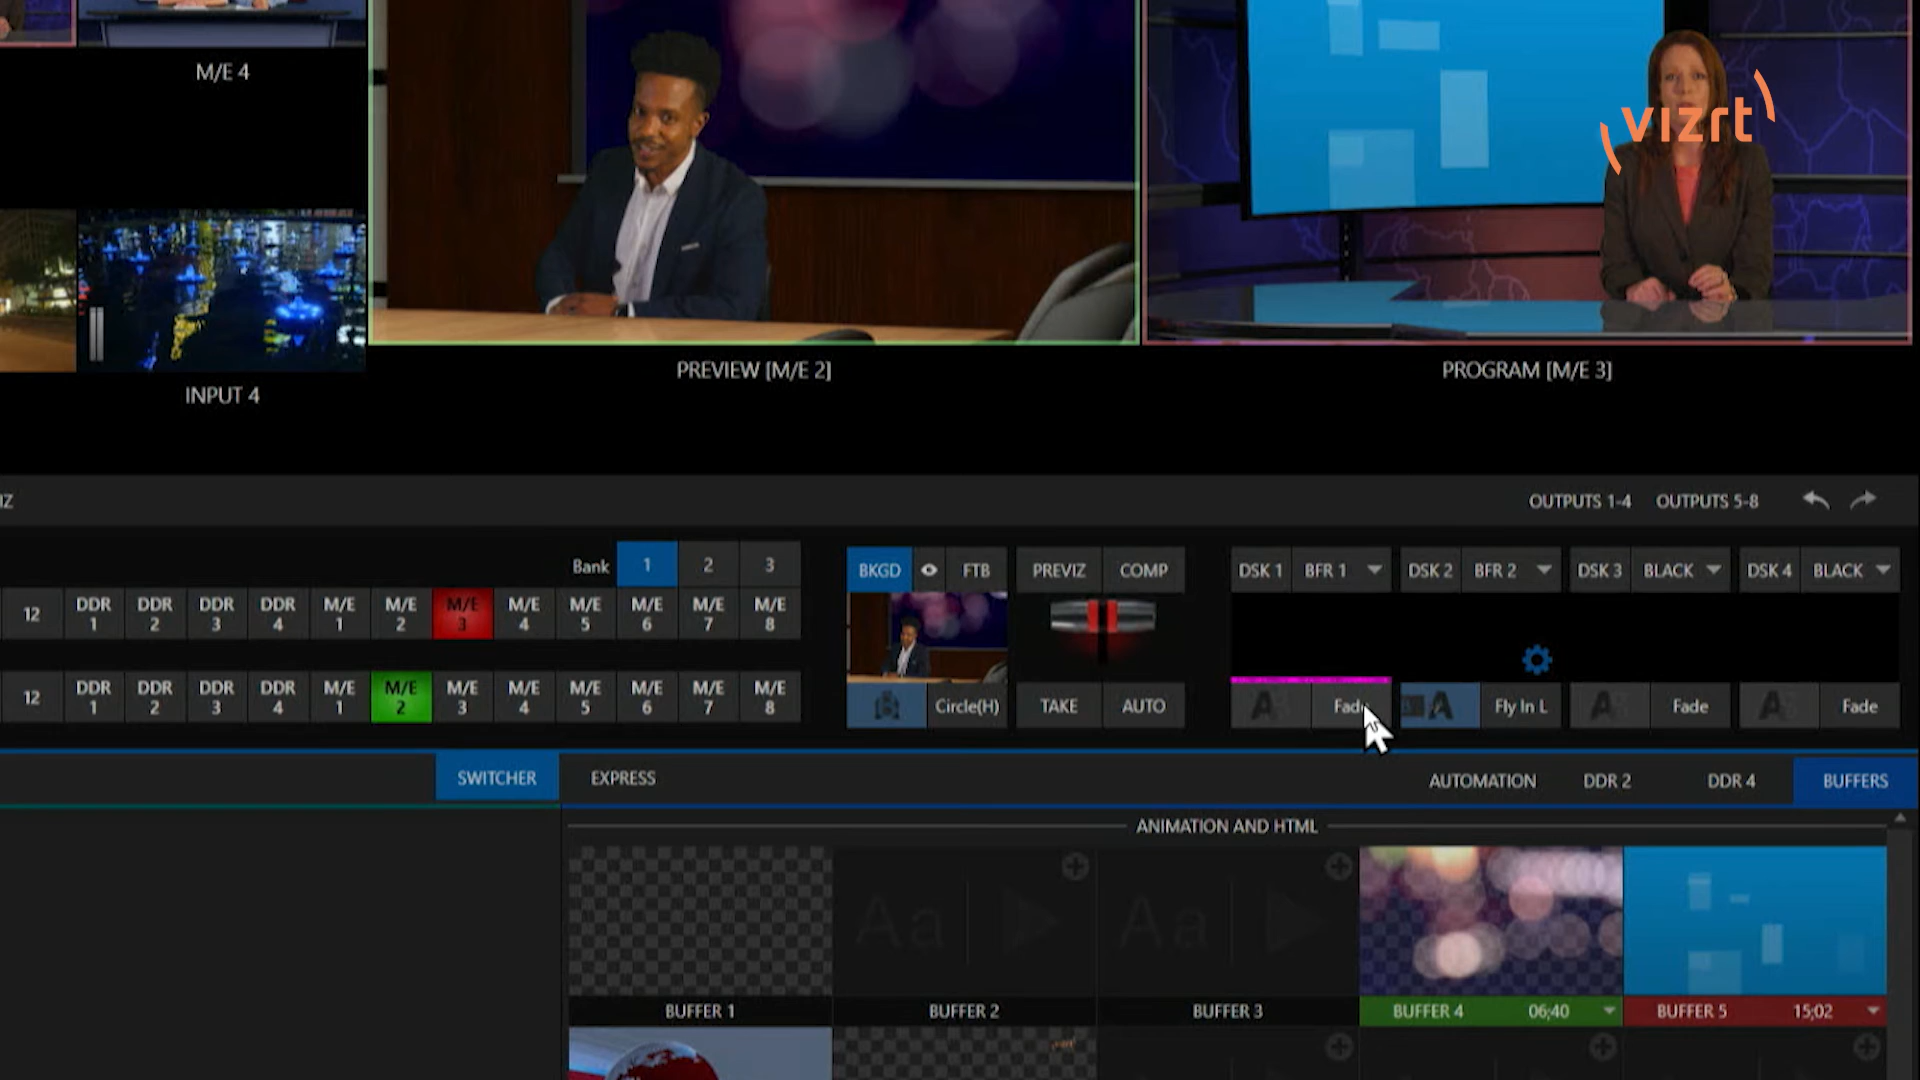 M/E 4
vizrt
PREVIEW [M/E 2]
PROGRAM [M/E 3]
INPUT 4
IZ
OUTPUTS 1-4 OUTPUTS 5-8
Bank 1 2 3
BKGD FTB PREVIZ COMP DSK 1 BFR 1 DSK 2 BFR 2 DSK 3 BLACK DSK 4 BLACK
12 DDR 1 DDR 2 DDR 3 DDR 4 M/E 1 M/E 2 M/E 3 M/E 4 M/E 5 M/E 6 M/E 7 M/E 8
12 DDR 1 DDR 2 DDR 3 DDR 4 M/E 1 M/E 2 M/E 3 M/E 4 M/E 5 M/E 6 M/E 7 M/E 8
Circle(H) TAKE AUTO A Fade A Fly In L A Fade A Fade
SWITCHER EXPRESS AUTOMATION DDR 2 DDR 4 BUFFERS
ANIMATION AND HTML
Aa Aa
BUFFER 1 BUFFER 2 BUFFER 3 BUFFER 4 06;40 BUFFER 5 15;02